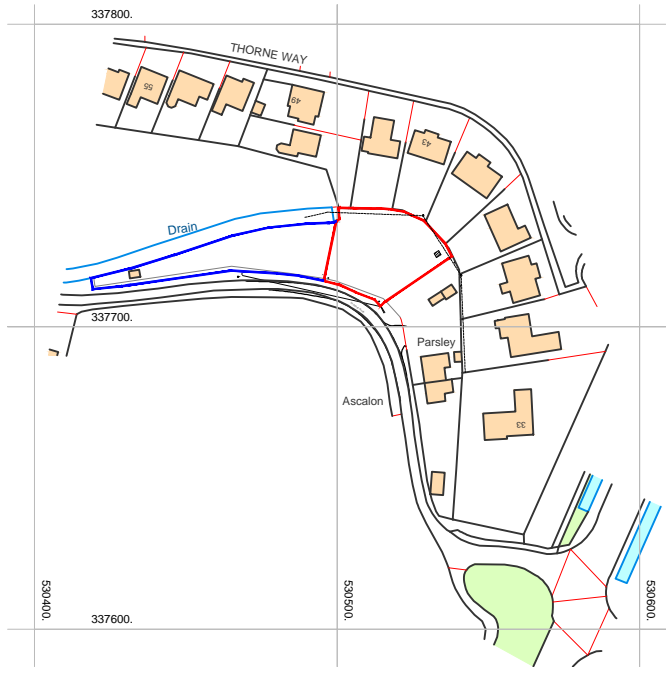 337800.
THORNE WAY
55
49
43
Drain
337700.
Parsley
Ascalon
33
530400.
530500.
530600.
337600.